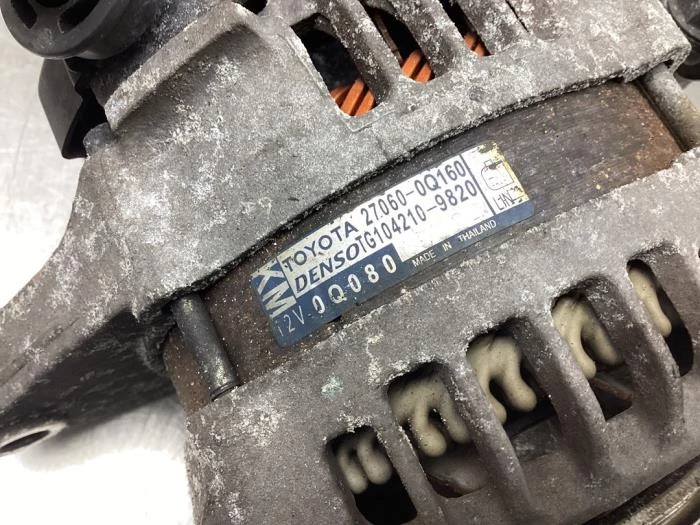 TOYOTA 27060-0Q160
DENSO TG104210-9820
12V 0Q080 MADE IN THAILAND
MX
LIN